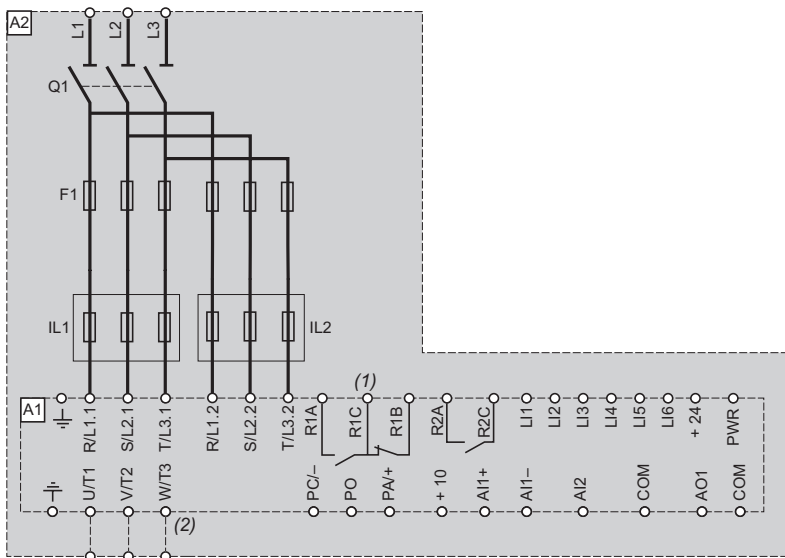 A2
L1 L2 L3
Q1
F1
IL1 IL2
(1)
A1
R/L1.1 S/L2.1 T/L3.1 R/L1.2 S/L2.2 T/L3.2 R1A R1C R1B R2A R2C LI1 LI2 LI3 LI4 LI5 LI6 + 24 PWR
U/T1 V/T2 W/T3 PC/– PO PA/+ + 10 AI1+ AI1– AI2 COM AO1 COM
(2)